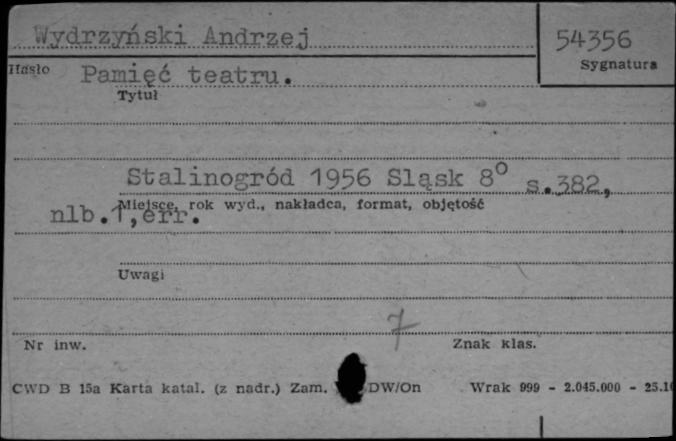 Wydrzyński Andrzej
54356
Hasło
Sygnatura
Pamięć teatru.
Tytuł
Stalinogród 1956 Śląsk 8° s.382,
Miejsce, rok wyd., nakładca, format, objętość
nlb.1,err.
Uwagi
7
Nr inw.
Znak klas.
CWD B 15a Karta katal. (z nadr.) Zam. DW/On Wrak 999 - 2.045.000 - 25.1